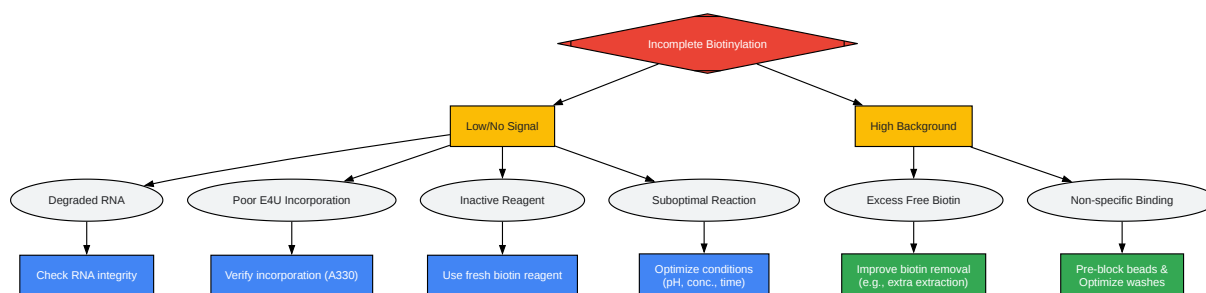 Incomplete Biotinylation
Low/No Signal
High Background
Degraded RNA
Poor E4U Incorporation
Inactive Reagent
Suboptimal Reaction
Excess Free Biotin
Non-specific Binding
Check RNA integrity
Verify incorporation (A330)
Use fresh biotin reagent
Optimize conditions
(pH, conc., time)
Improve biotin removal
(e.g., extra extraction)
Pre-block beads &
Optimize washes